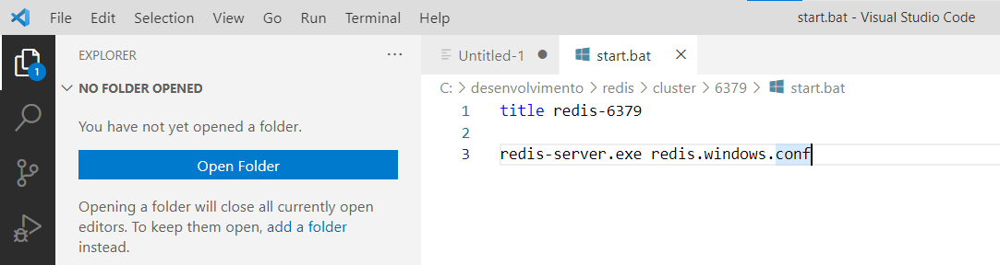 File Edit Selection View Go Run Terminal Help start.bat - Visual Studio Code
EXPLORER ···
NO FOLDER OPENED
You have not yet opened a folder.
Open Folder
Opening a folder will close all currently open
editors. To keep them open, add a folder
instead.
1
Untitled-1 ● start.bat ×
C: > desenvolvimento > redis > cluster > 6379 > start.bat
1 title redis-6379
2
3 redis-server.exe redis.windows.conf